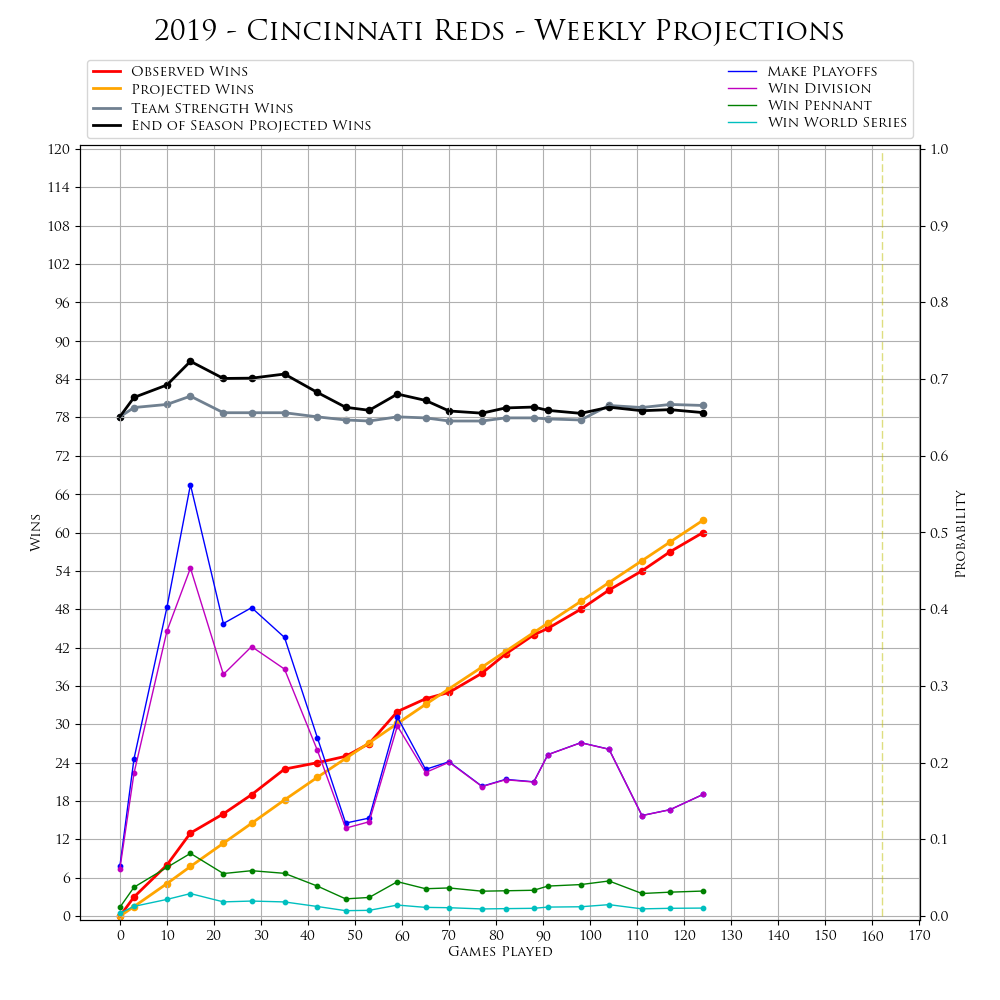 2019 - Cincinnati Reds - Weekly Projections
Observed Wins
Projected Wins
Team Strength Wins
End of Season Projected Wins
Make Playoffs
Win Division
Win Pennant
Win World Series
120
114
108
102
96
90
84
78
72
66
60
54
48
42
36
30
24
18
12
6
0
Wins
1.0
0.9
0.8
0.7
0.6
0.5
0.4
0.3
0.2
0.1
0.0
Probability
0 10 20 30 40 50 60 70 80 90 100 110 120 130 140 150 160 170
Games Played